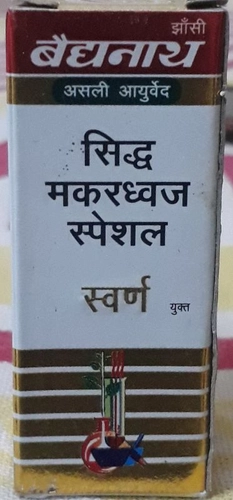 झाँसी
बैद्यनाथ
असली आयुर्वेद
सिद्ध
मकरध्वज
स्पेशल
स्वर्ण युक्त